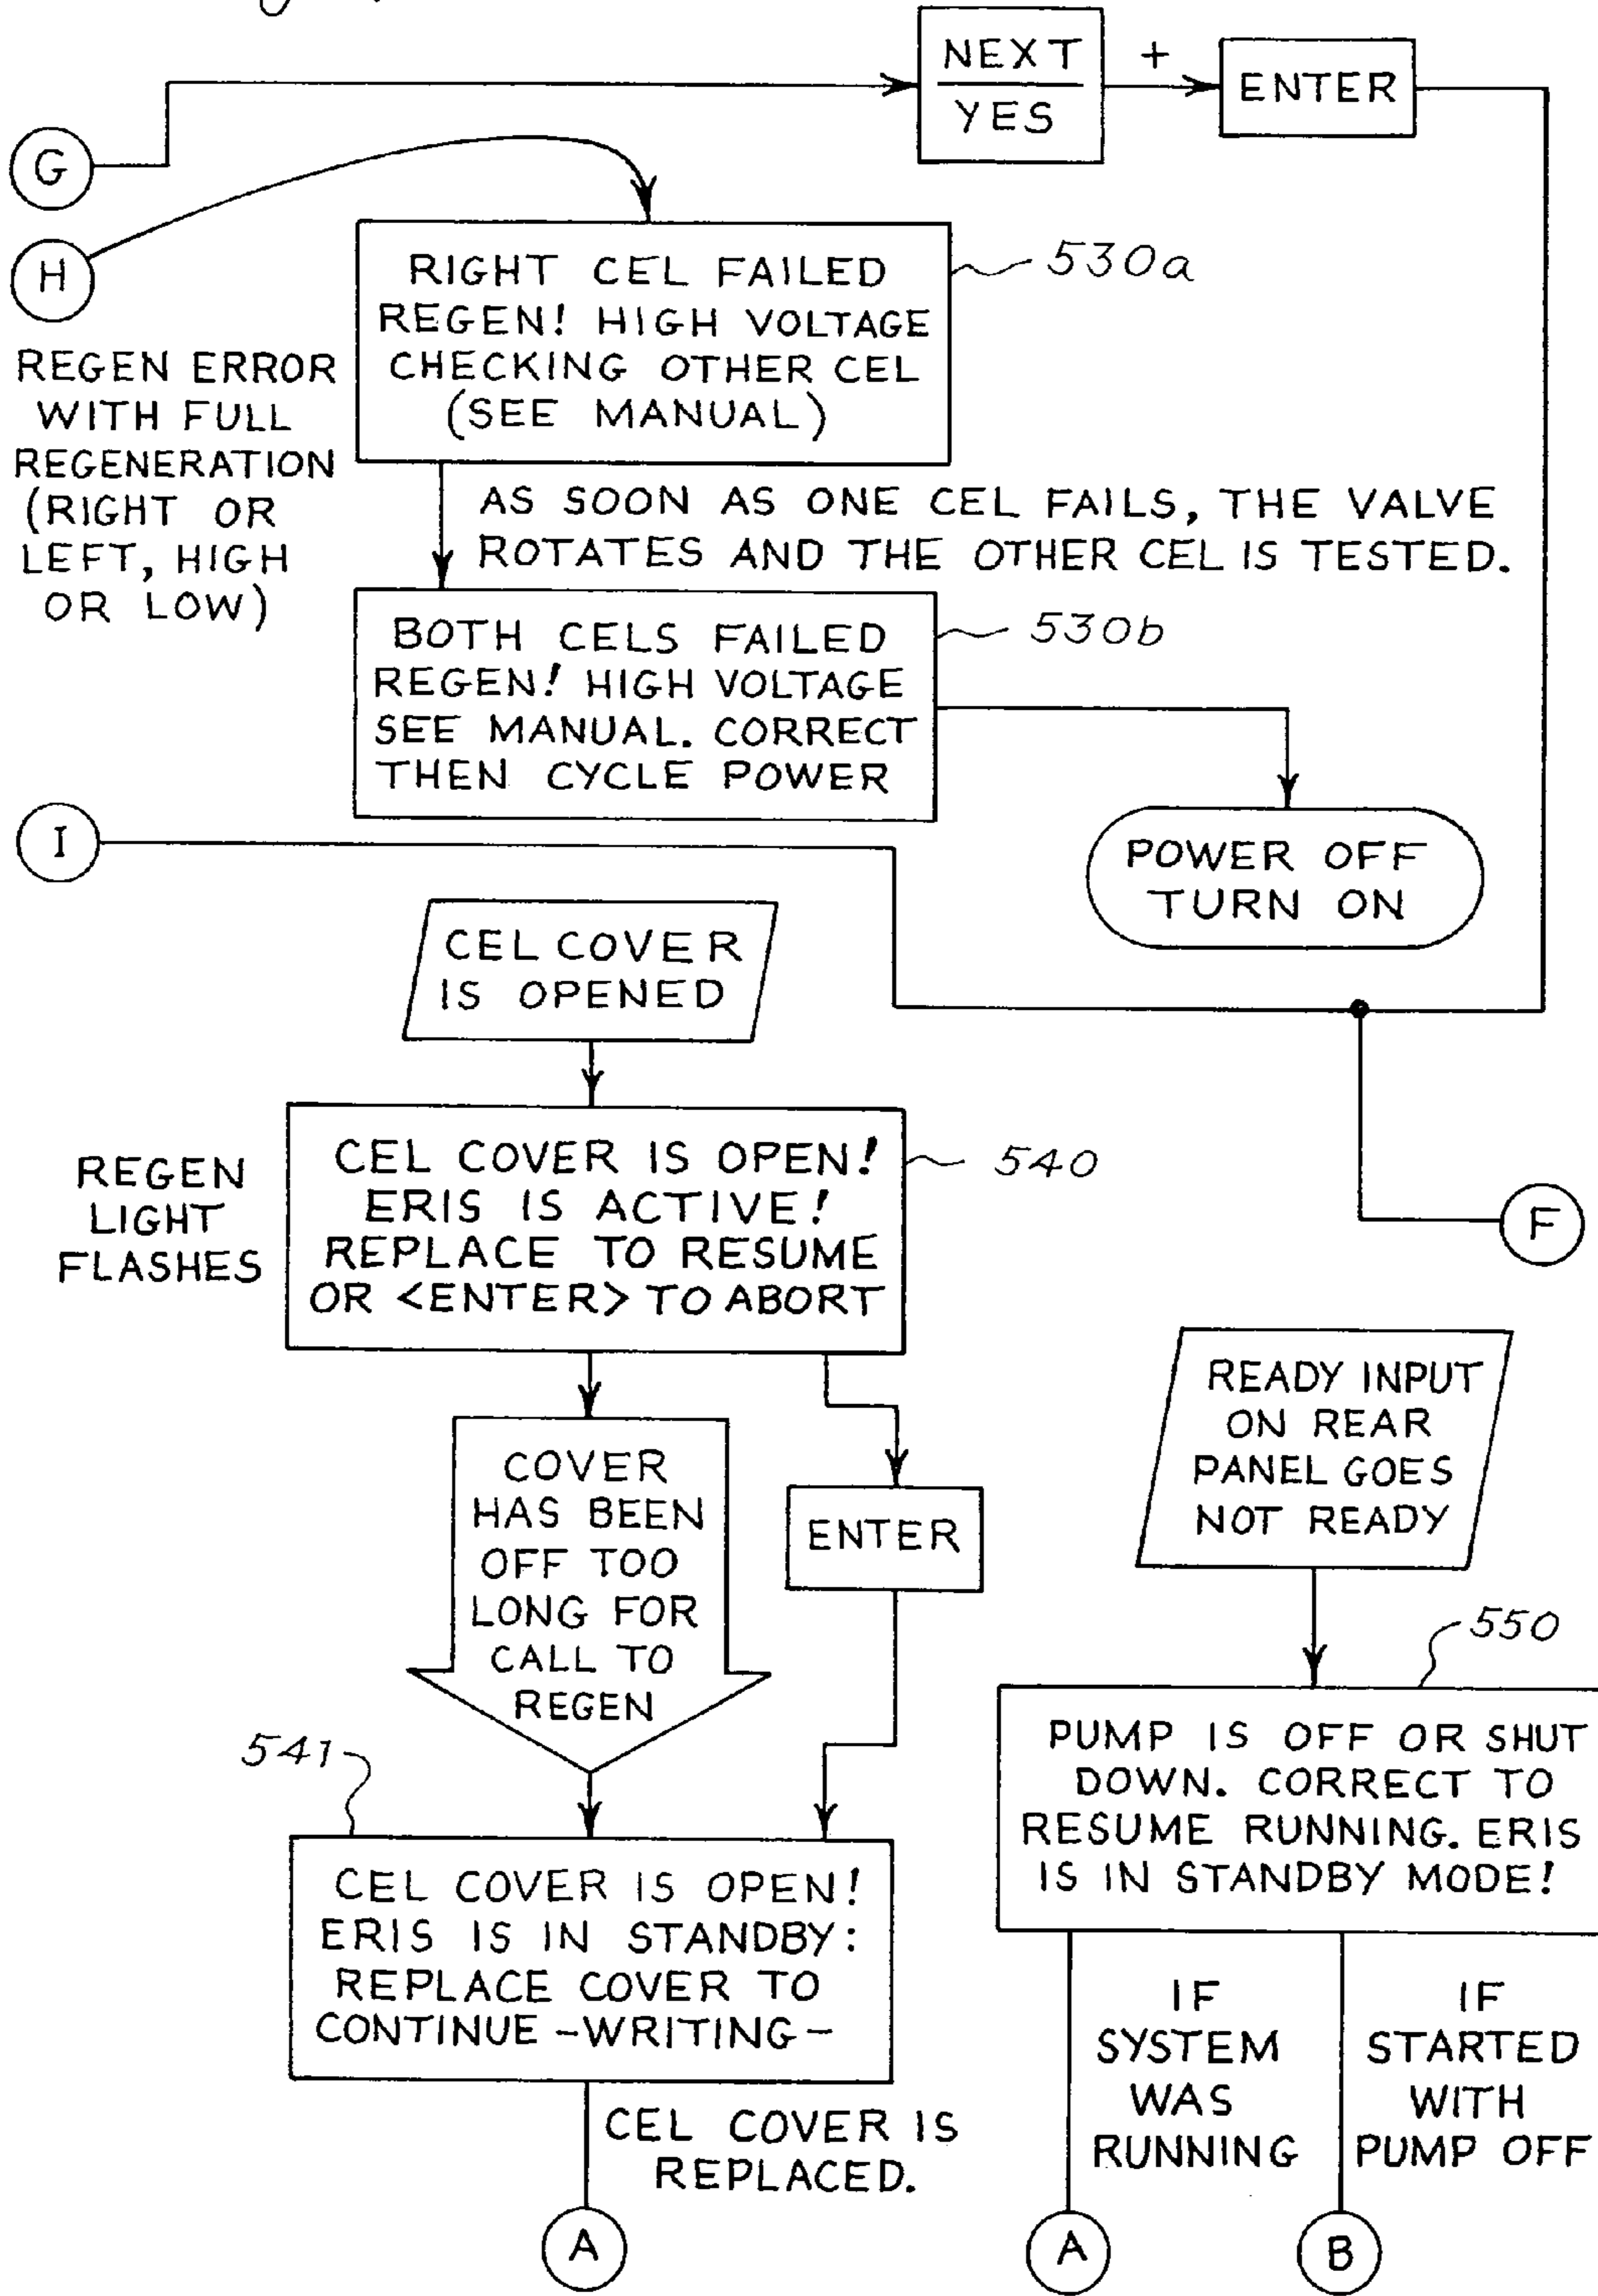 NEXT
YES
+
ENTER
G
H
RIGHT CEL FAILED
REGEN! HIGH VOLTAGE
CHECKING OTHER CEL
(SEE MANUAL)
530a
REGEN ERROR
WITH FULL
REGENERATION
(RIGHT OR
LEFT, HIGH
OR LOW)
AS SOON AS ONE CEL FAILS, THE VALVE
ROTATES AND THE OTHER CEL IS TESTED.
BOTH CELS FAILED
REGEN! HIGH VOLTAGE
SEE MANUAL. CORRECT
THEN CYCLE POWER
530b
I
POWER OFF
TURN ON
CEL COVER
IS OPENED
CEL COVER IS OPEN!
ERIS IS ACTIVE!
REPLACE TO RESUME
OR <ENTER> TO ABORT
540
REGEN
LIGHT
FLASHES
F
COVER
HAS BEEN
OFF TOO
LONG FOR
CALL TO
REGEN
ENTER
READY INPUT
ON REAR
PANEL GOES
NOT READY
550
541
PUMP IS OFF OR SHUT
DOWN. CORRECT TO
RESUME RUNNING. ERIS
IS IN STANDBY MODE!
CEL COVER IS OPEN!
ERIS IS IN STANDBY:
REPLACE COVER TO
CONTINUE -WRITING-
IF
SYSTEM
WAS
RUNNING
IF
STARTED
WITH
PUMP OFF
CEL COVER IS
REPLACED.
A
A
B